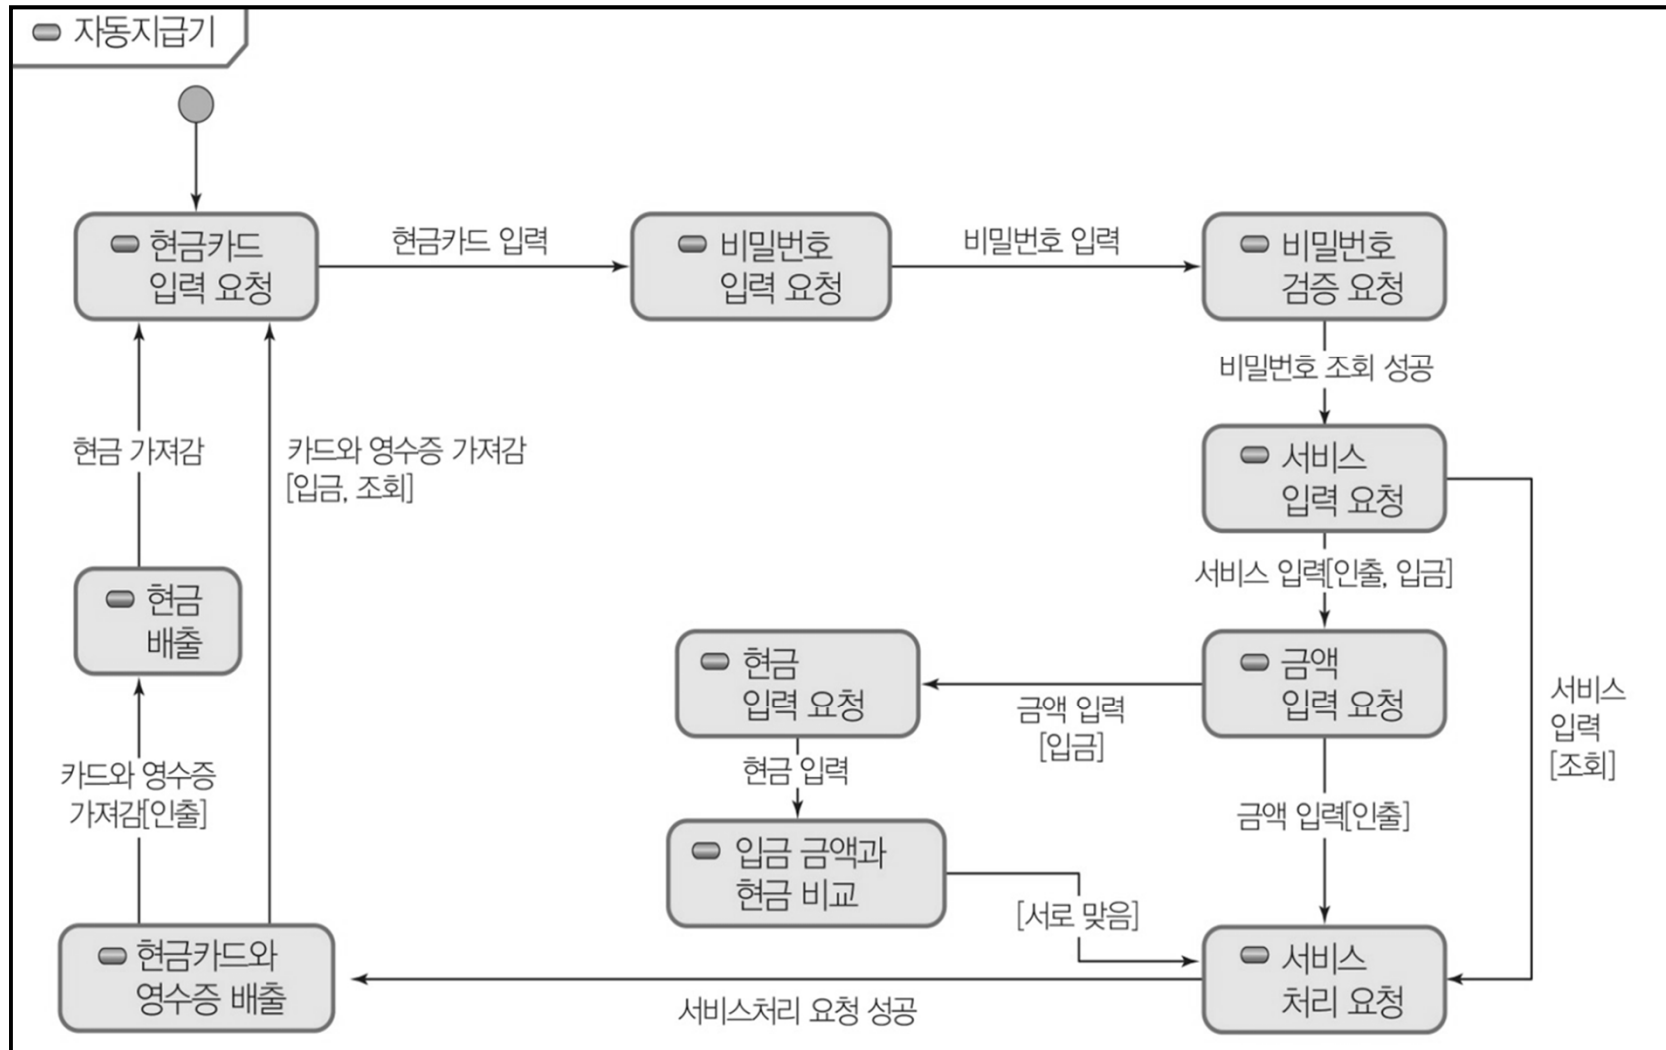 자동지급기
현금카드
입력 요청
현금카드 입력
비밀번호
입력 요청
비밀번호 입력
비밀번호
검증 요청
비밀번호 조회 성공
현금 가져감
카드와 영수증 가져감
[입금, 조회]
서비스
입력 요청
서비스 입력[인출, 입금]
현금
배출
현금
입력 요청
금액 입력
[입금]
금액
입력 요청
서비스
입력
[조회]
현금 입력
카드와 영수증
가져감[인출]
금액 입력[인출]
입금 금액과
현금 비교
[서로 맞음]
현금카드와
영수증 배출
서비스처리 요청 성공
서비스
처리 요청